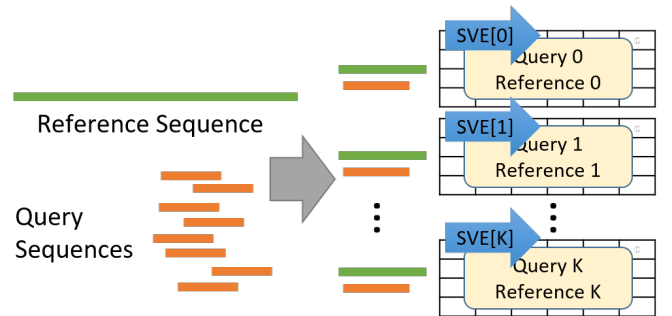 Reference Sequence
Query
Sequences
SVE[0]
Query 0
Reference 0
SVE[1]
Query 1
Reference 1
SVE[K]
Query K
Reference K